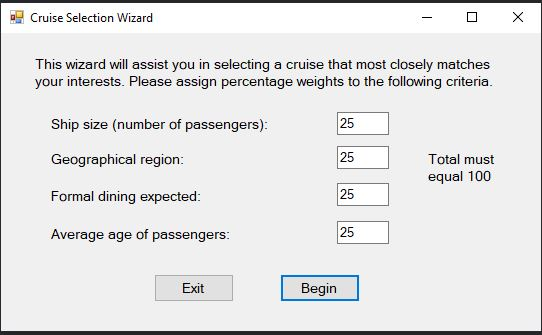 Cruise Selection Wizard
This wizard will assist you in selecting a cruise that most closely matches
your interests. Please assign percentage weights to the following criteria.
Ship size (number of passengers): 25
Geographical region: 25
Total must
equal 100
Formal dining expected: 25
Average age of passengers: 25
Exit Begin